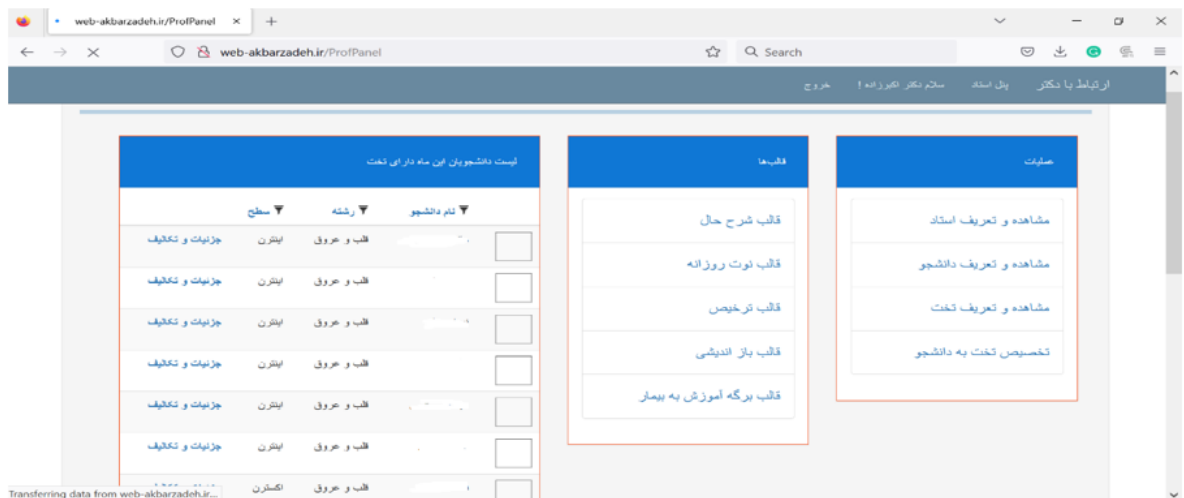 web-akbarzadeh.ir/ProfPanel
web-akbarzadeh.ir/ProfPanel
Search
ارتباط با دکتر پنل استاد سلام دکتر اکبرزاده ! خروج
عملیات
مشاهده و تعریف استاد
مشاهده و تعریف دانشجو
مشاهده و تعریف تخت
تخصیص تخت به دانشجو
قالب‌ها
قالب شرح حال
قالب نوت روزانه
قالب ترخیص
قالب باز اندیشی
قالب برگه آموزش به بیمار
لیست دانشجویان این ماه دارای تخت
نام دانشجو رشته سطح
قلب و عروق اینترن جزئیات و تکالیف
قلب و عروق اینترن جزئیات و تکالیف
قلب و عروق اینترن جزئیات و تکالیف
قلب و عروق اینترن جزئیات و تکالیف
قلب و عروق اینترن جزئیات و تکالیف
قلب و عروق اینترن جزئیات و تکالیف
قلب و عروق اکسترن
Transferring data from web-akbarzadeh.ir...